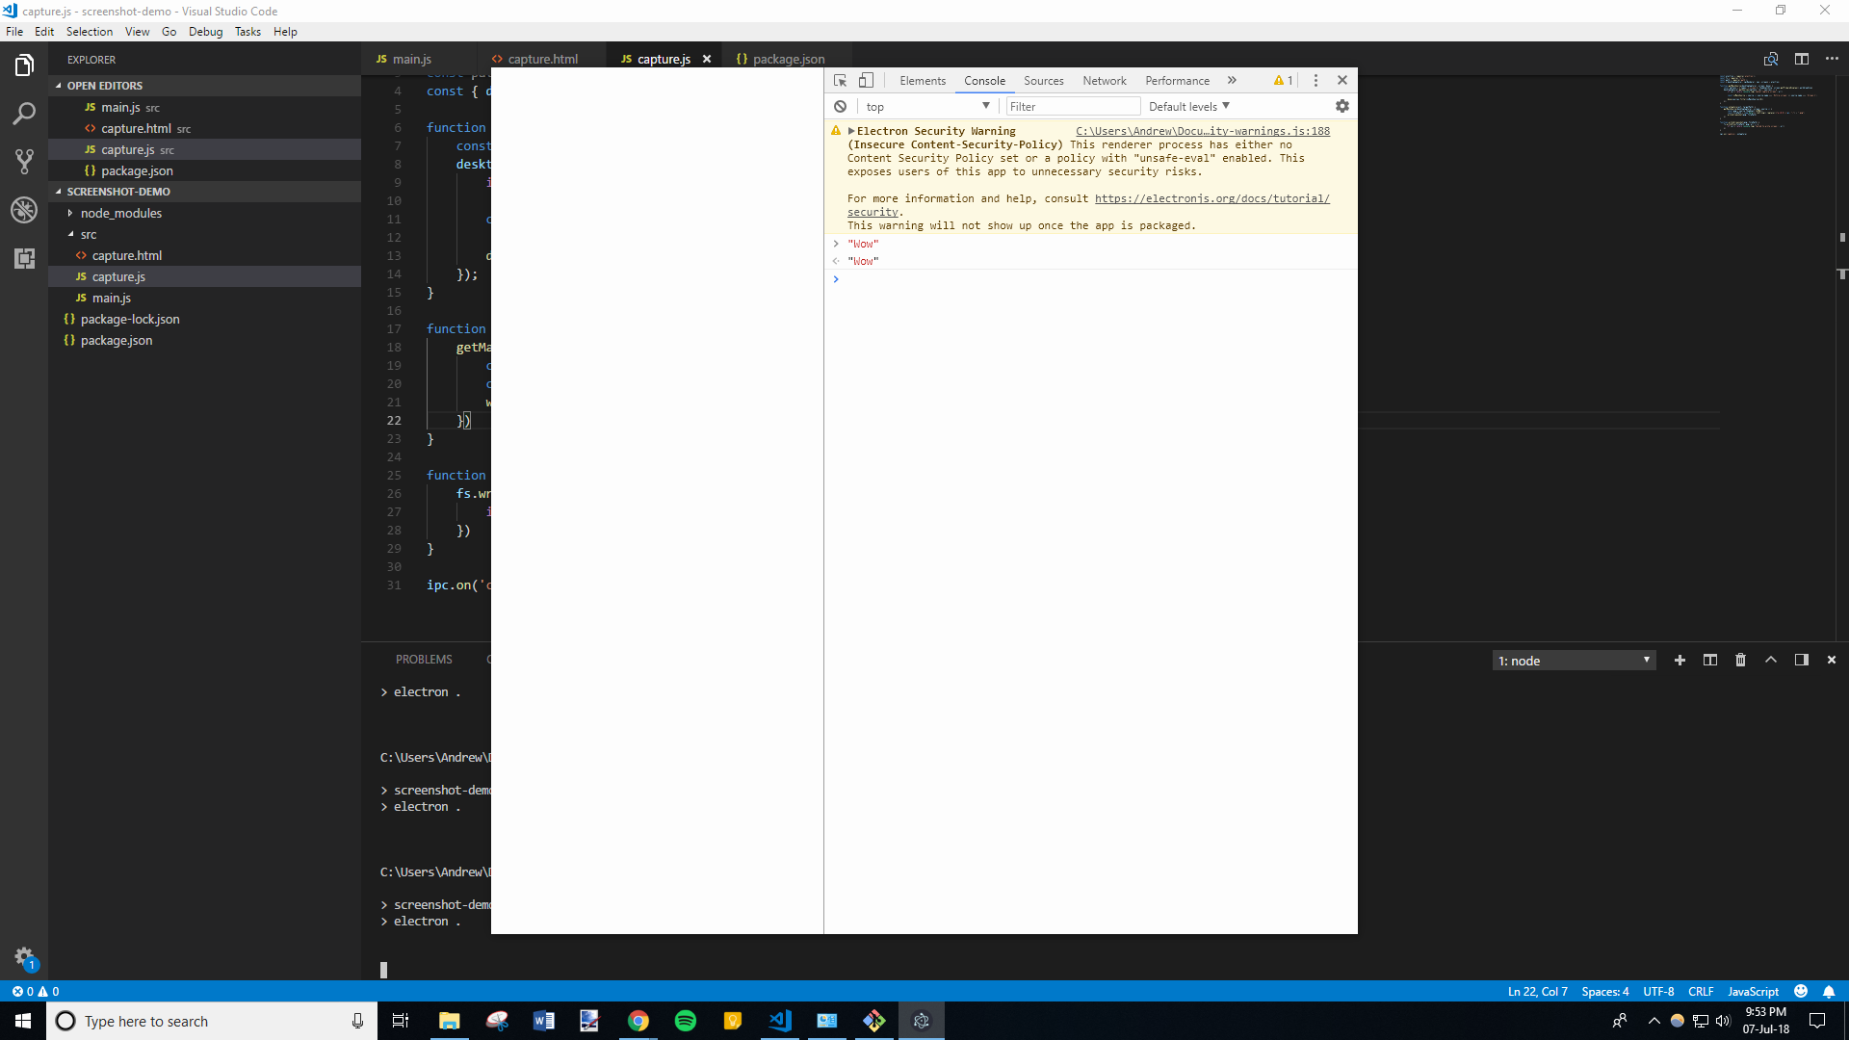 capture.js - screenshot-demo - Visual Studio Code
File Edit Selection View Go Debug Tasks Help
EXPLORER
OPEN EDITORS
JS main.js src
<> capture.html src
JS capture.js src
{} package.json
SCREENSHOT-DEMO
node_modules
src
<> capture.html
JS capture.js
JS main.js
{} package-lock.json
{} package.json
JS main.js
<> capture.html
JS capture.js ×
{} package.json
4 const { d
5
6 function
7 const
8 deskt
9 i
10
11 c
12
13 d
14 });
15 }
16
17 function
18 getMa
19 c
20 c
21 w
22 })
23 }
24
25 function
26 fs.wr
27 i
28 })
29 }
30
31 ipc.on('c
Elements Console Sources Network Performance » 1
top Filter Default levels
Electron Security Warning C:\Users\Andrew\Docu…ity-warnings.js:188
(Insecure Content-Security-Policy) This renderer process has either no
Content Security Policy set or a policy with "unsafe-eval" enabled. This
exposes users of this app to unnecessary security risks.
For more information and help, consult https://electronjs.org/docs/tutorial/
security.
This warning will not show up once the app is packaged.
> "Wow"
"Wow"
>
PROBLEMS
1: node
> electron .
C:\Users\Andrew\D
> screenshot-demo
> electron .
C:\Users\Andrew\D
> screenshot-demo
> electron .
1
0 0
Ln 22, Col 7 Spaces: 4 UTF-8 CRLF JavaScript
Type here to search
9:53 PM
07-Jul-18